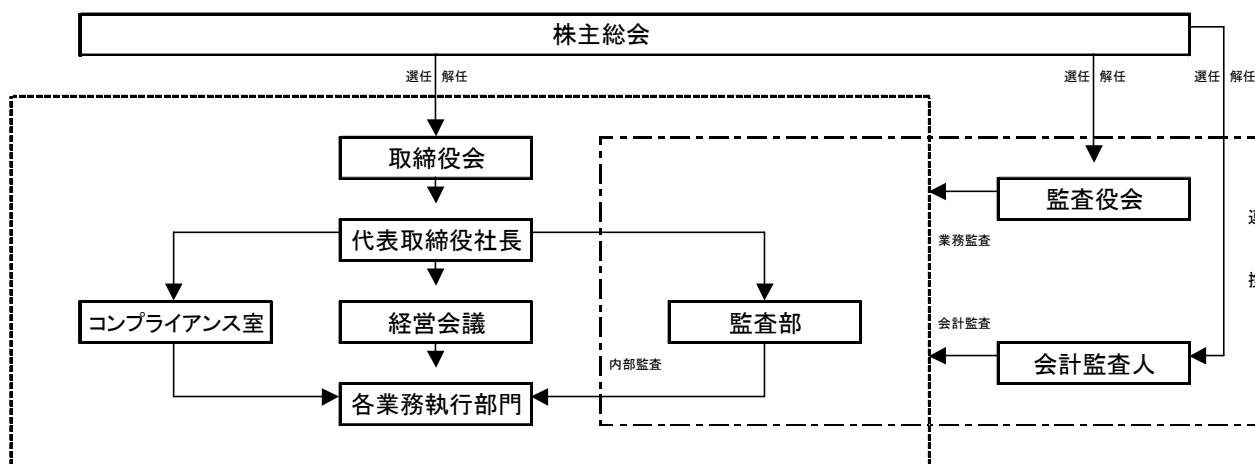 株主総会
選任 解任
選任 解任
選任 解任
取締役会
監査役会
代表取締役社長
業務監査
コンプライアンス室
経営会議
監査部
会計監査
内部監査
会計監査人
各業務執行部門